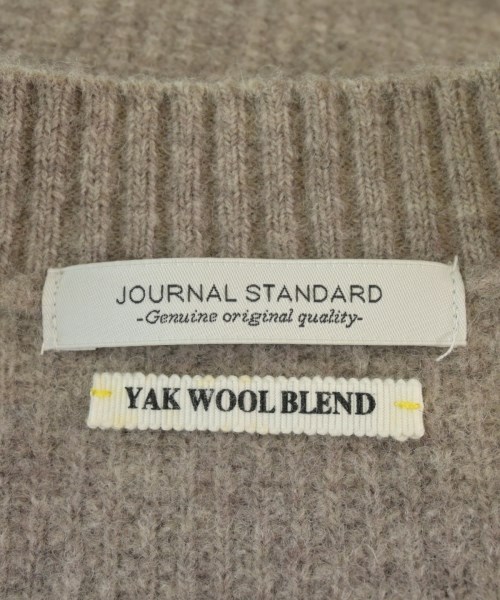 JOURNAL STANDARD
-Genuine original quality-
YAK WOOL BLEND